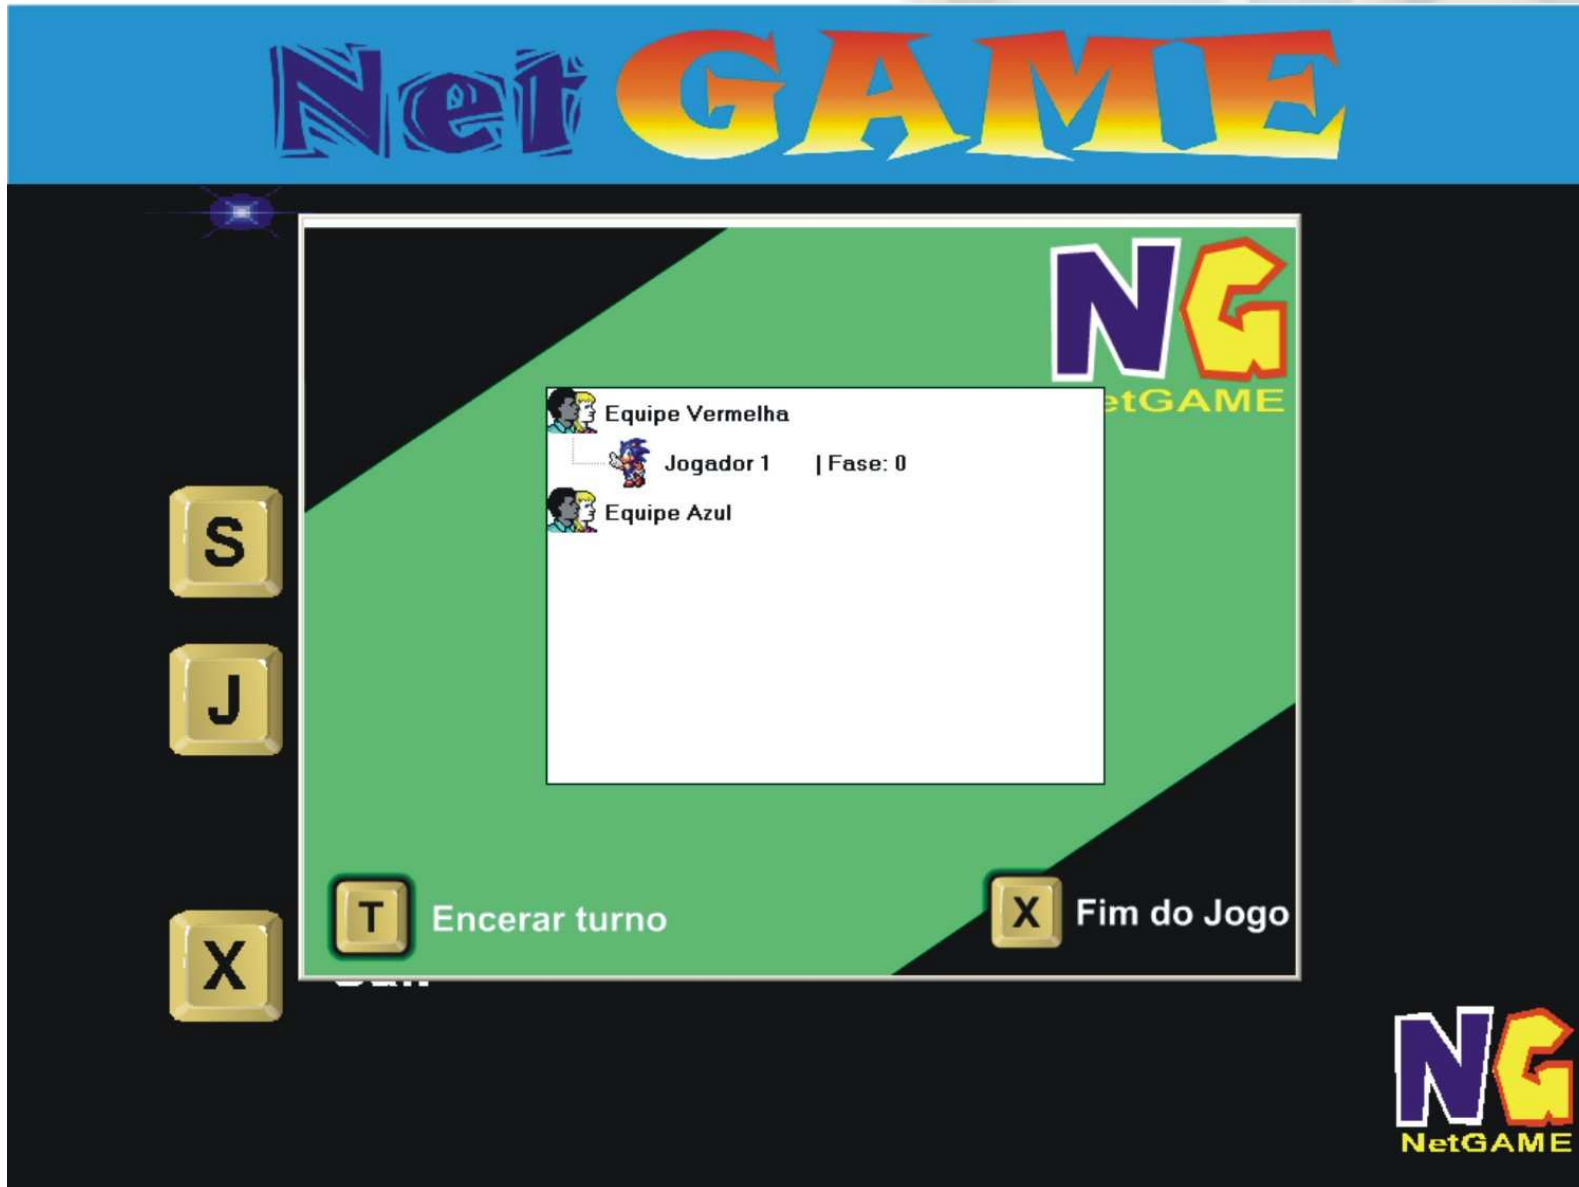 Net GAME
NG
etGAME
Equipe Vermelha
Jogador 1 | Fase: 0
Equipe Azul
S
J
T Encerar turno
X Fim do Jogo
X
NG
NetGAME